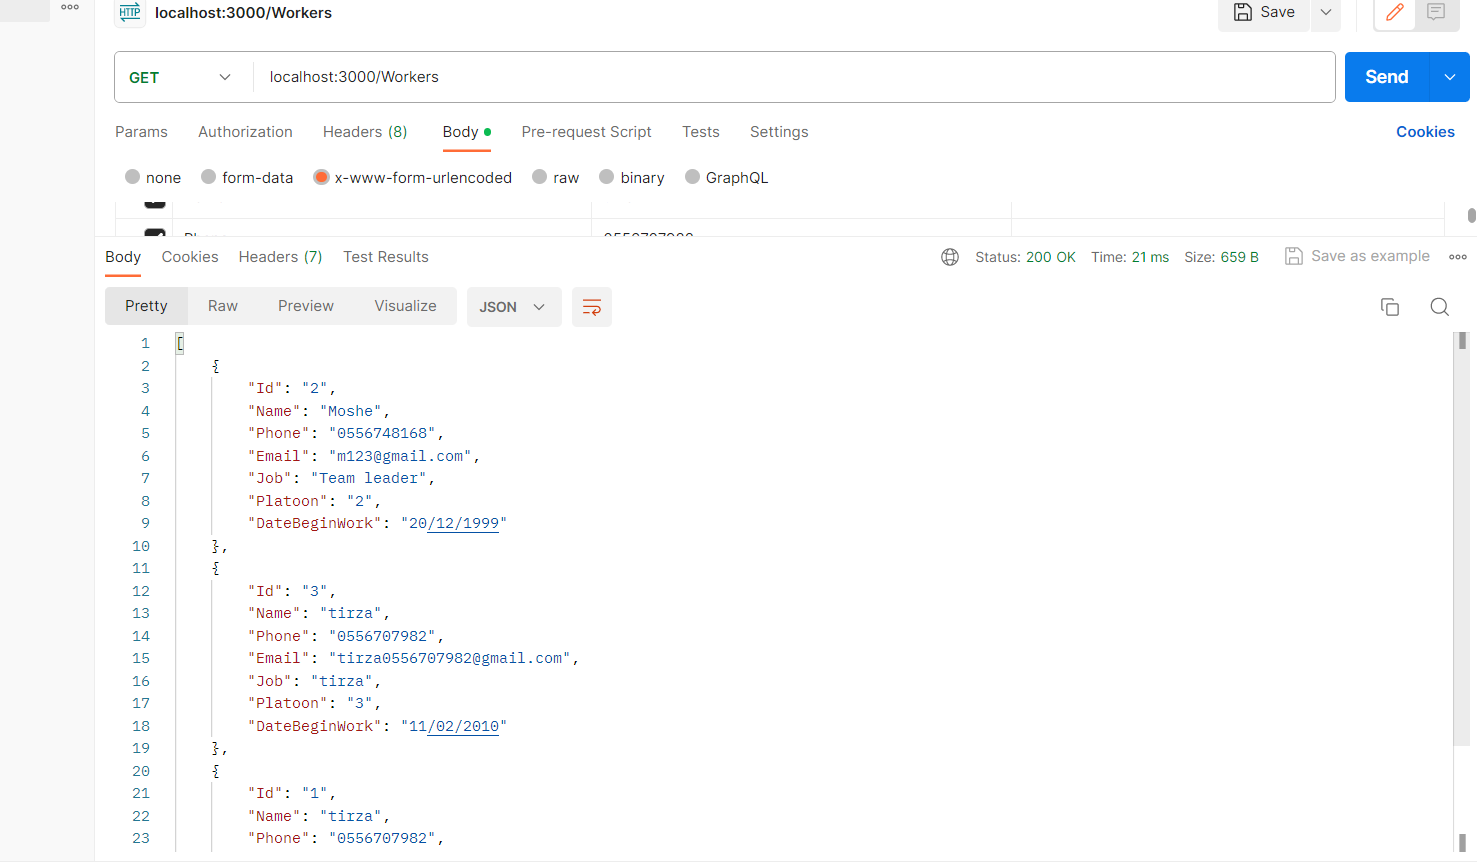 HTTP localhost:3000/Workers Save
GET localhost:3000/Workers Send
Params Authorization Headers (8) Body Pre-request Script Tests Settings Cookies
none form-data x-www-form-urlencoded raw binary GraphQL
Body Cookies Headers (7) Test Results Status: 200 OK Time: 21 ms Size: 659 B Save as example
Pretty Raw Preview Visualize JSON
1 [
2 {
3 "Id": "2",
4 "Name": "Moshe",
5 "Phone": "0556748168",
6 "Email": "m123@gmail.com",
7 "Job": "Team leader",
8 "Platoon": "2",
9 "DateBeginWork": "20/12/1999"
10 },
11 {
12 "Id": "3",
13 "Name": "tirza",
14 "Phone": "0556707982",
15 "Email": "tirza0556707982@gmail.com",
16 "Job": "tirza",
17 "Platoon": "3",
18 "DateBeginWork": "11/02/2010"
19 },
20 {
21 "Id": "1",
22 "Name": "tirza",
23 "Phone": "0556707982",